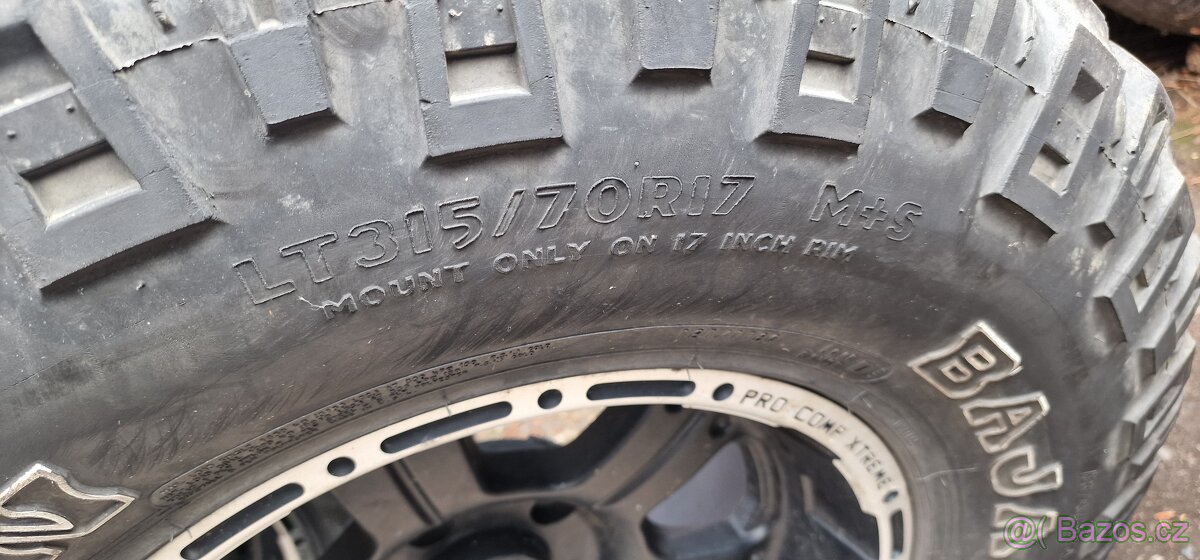 LT315/70R17 M+S
MOUNT ONLY ON 17 INCH RIM
BAJA
PRO COMP XTREME
@( Bazos.cz